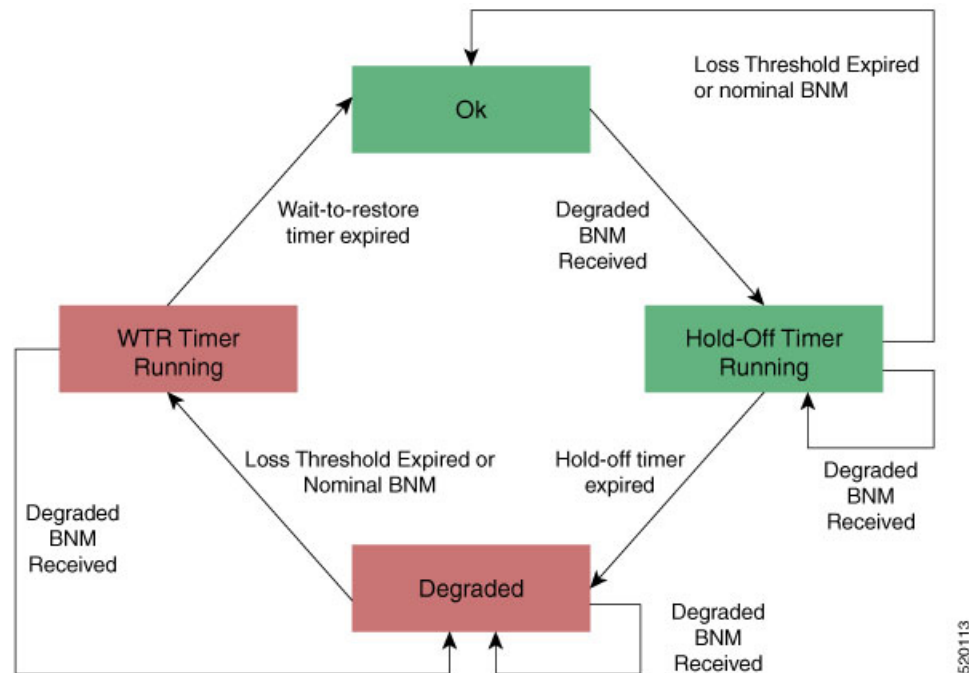 Loss Threshold Expired
or nominal BNM
Ok
Wait-to-restore
timer expired
Degraded
BNM
Received
WTR Timer
Running
Hold-Off Timer
Running
Loss Threshold Expired or
Nominal BNM
Hold-off timer
expired
Degraded
BNM
Received
Degraded
BNM
Received
Degraded
Degraded
BNM
Received
520113